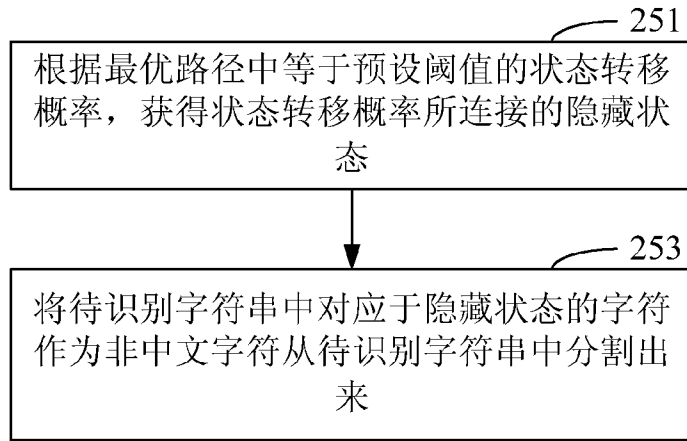 251
根据最优路径中等于预设阈值的状态转移
概率，获得状态转移概率所连接的隐藏状
态
253
将待识别字符串中对应于隐藏状态的字符
作为非中文字符从待识别字符串中分割出
来